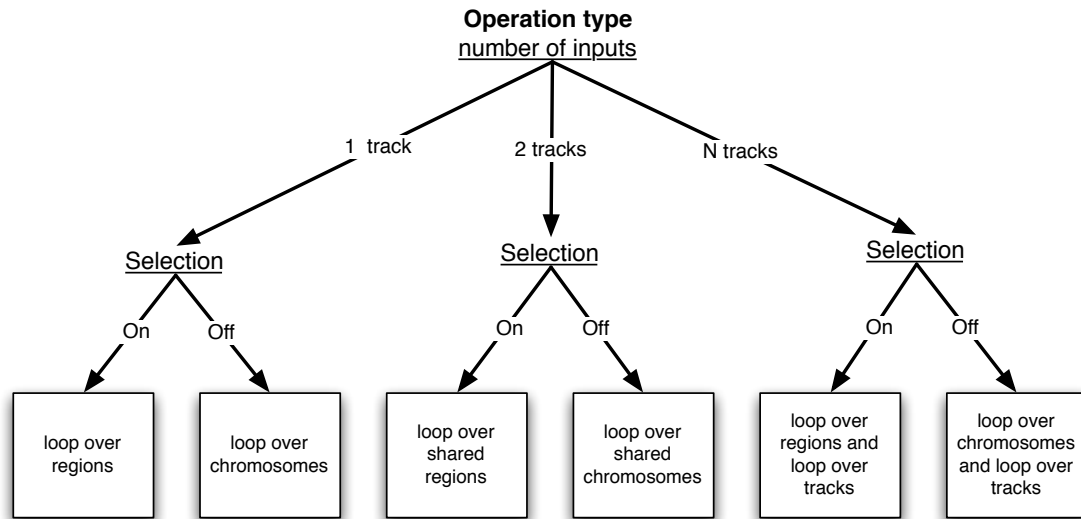 Operation type
number of inputs
1 track
2 tracks
N tracks
Selection
Selection
Selection
On
Off
On
Off
On
Off
loop over
regions
loop over
chromosomes
loop over
shared
regions
loop over
shared
chromosomes
loop over
regions and
loop over
tracks
loop over
chromosomes
and loop over
tracks